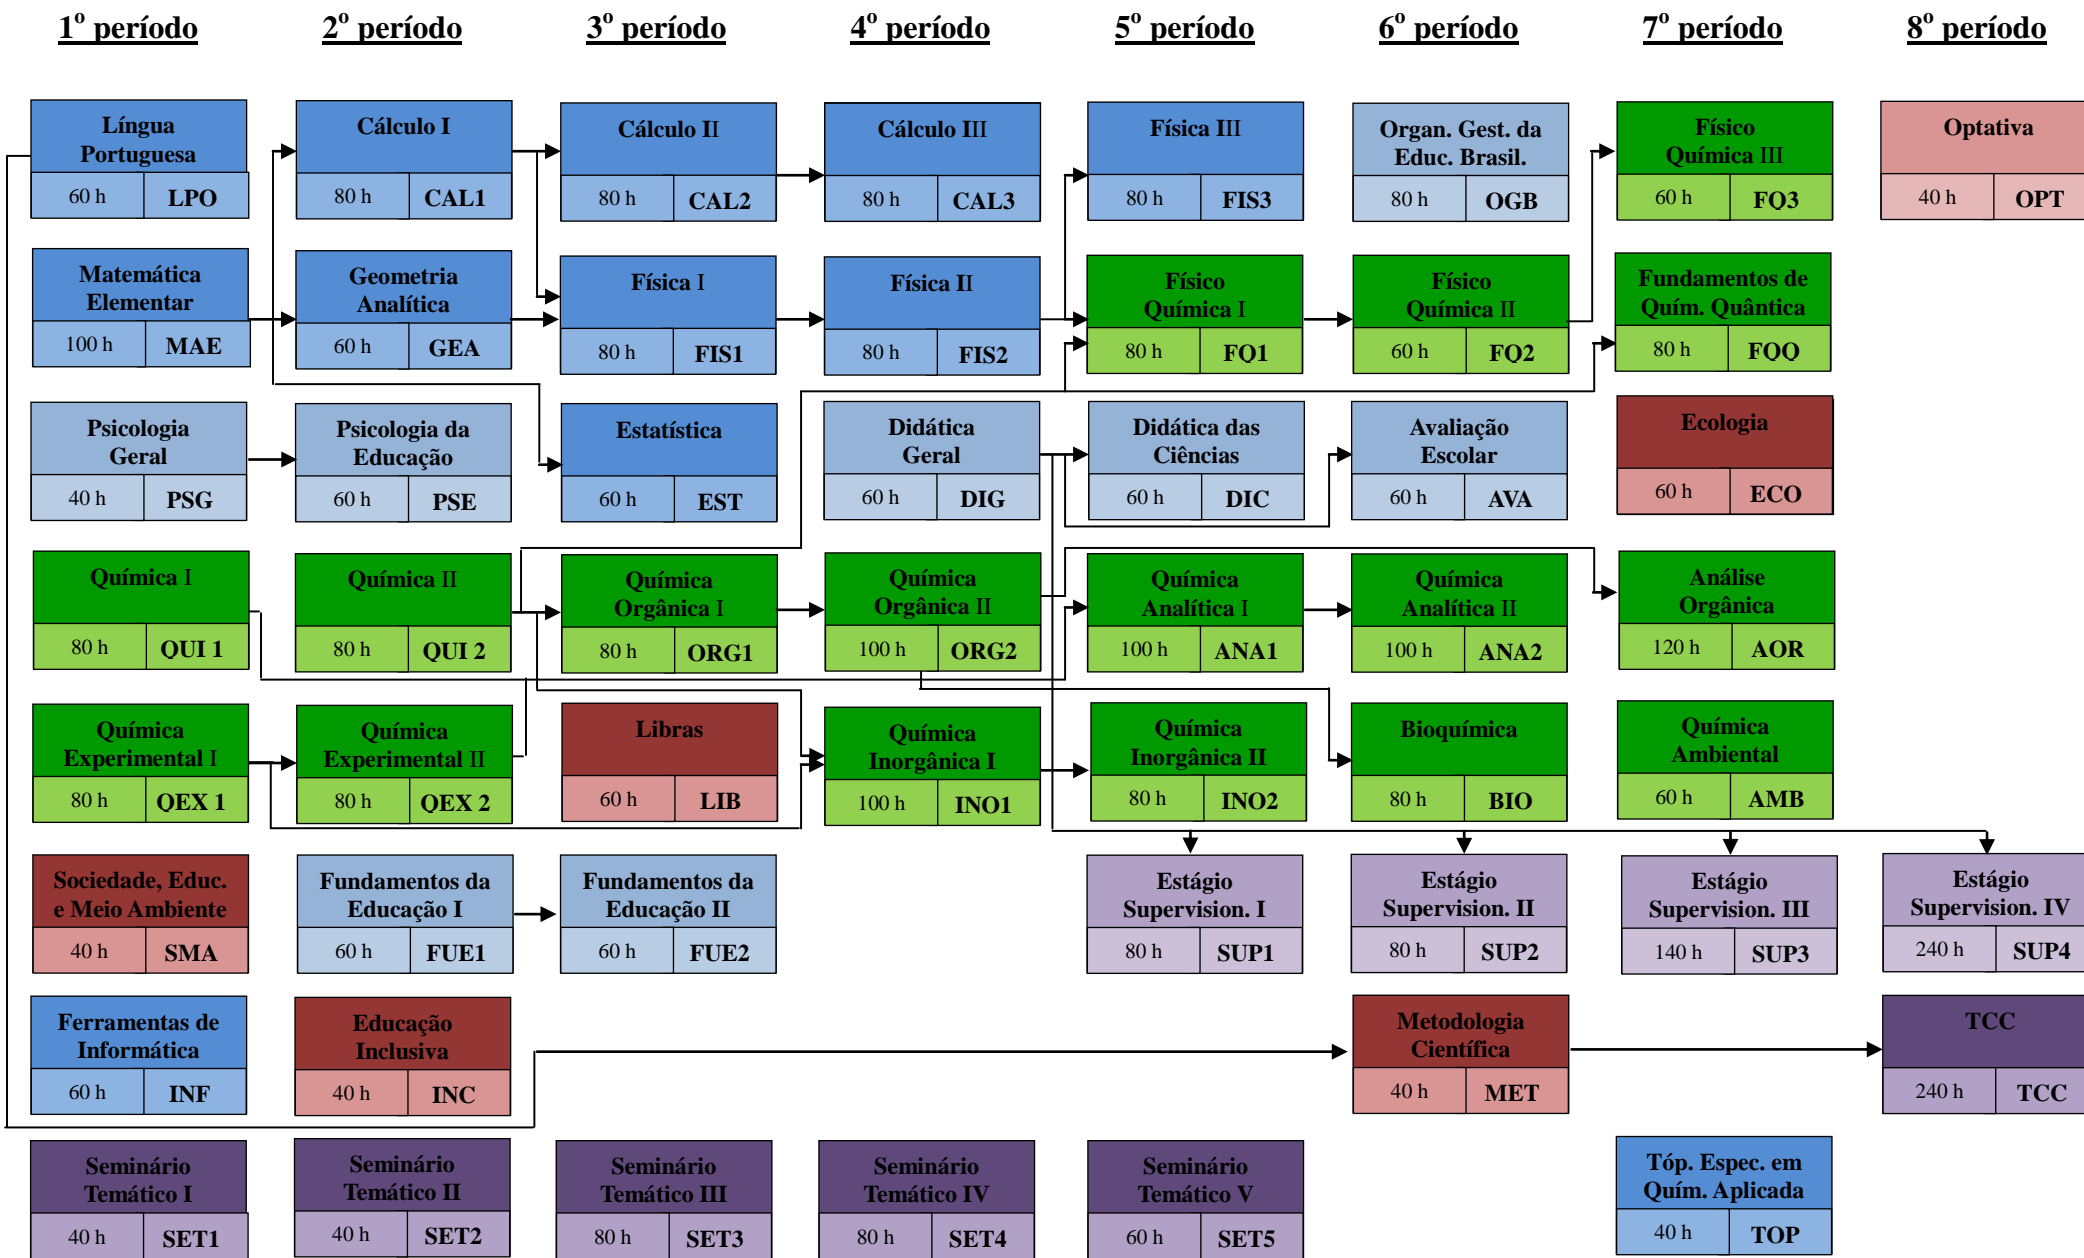 1º período 2º período 3º período 4º período 5º período 6º período 7º período 8º período
Língua Cálculo I Cálculo II Cálculo III Física III Organ. Gest. da Físico Optativa
Portuguesa Educ. Brasil. Química III
60 h LPO 80 h CAL1 80 h CAL2 80 h CAL3 80 h FIS3 80 h OGB 60 h FQ3 40 h OPT
Matemática Geometria Física I Física II Físico Físico Fundamentos de
Elementar Analítica Química I Química II Quím. Quântica
100 h MAE 60 h GEA 80 h FIS1 80 h FIS2 80 h FQ1 60 h FQ2 80 h FQQ
Psicologia Psicologia da Estatística Didática Didática das Avaliação Ecologia
Geral Educação Geral Ciências Escolar
40 h PSG 60 h PSE 60 h EST 60 h DIG 60 h DIC 60 h AVA 60 h ECO
Química I Química II Química Química Química Química Análise
Orgânica I Orgânica II Analítica I Analítica II Orgânica
80 h QUI 1 80 h QUI 2 80 h ORG1 100 h ORG2 100 h ANA1 100 h ANA2 120 h AOR
Química Química Libras Química Química Bioquímica Química
Experimental I Experimental II Inorgânica I Inorgânica II Ambiental
80 h QEX 1 80 h QEX 2 60 h LIB 100 h INO1 80 h INO2 80 h BIO 60 h AMB
Sociedade, Educ. Fundamentos da Fundamentos da Estágio Estágio Estágio Estágio
e Meio Ambiente Educação I Educação II Supervision. I Supervision. II Supervision. III Supervision. IV
40 h SMA 60 h FUE1 60 h FUE2 80 h SUP1 80 h SUP2 140 h SUP3 240 h SUP4
Ferramentas de Educação Metodologia TCC
Informática Inclusiva Científica
60 h INF 40 h INC 40 h MET 240 h TCC
Seminário Seminário Seminário Seminário Seminário Tóp. Espec. em
Temático I Temático II Temático III Temático IV Temático V Quím. Aplicada
40 h SET1 40 h SET2 80 h SET3 80 h SET4 60 h SET5 40 h TOP